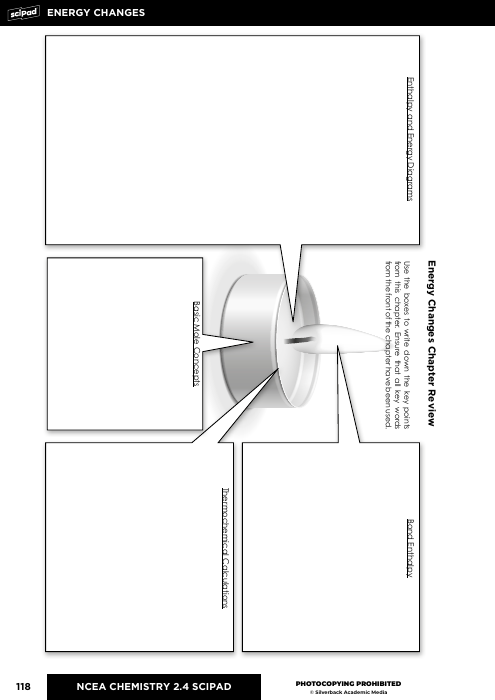 scipad
ENERGY CHANGES
Energy Changes Chapter Review
Use the boxes to write down the key points
from this chapter. Ensure that all key words
from the front of the chapter have been used.
Enthalpy and Energy Diagrams
Basic Mole Concepts
Bond Enthalpy
Thermochemical Calculations
118
NCEA CHEMISTRY 2.4 SCIPAD
PHOTOCOPYING PROHIBITED
© Silverback Academic Media